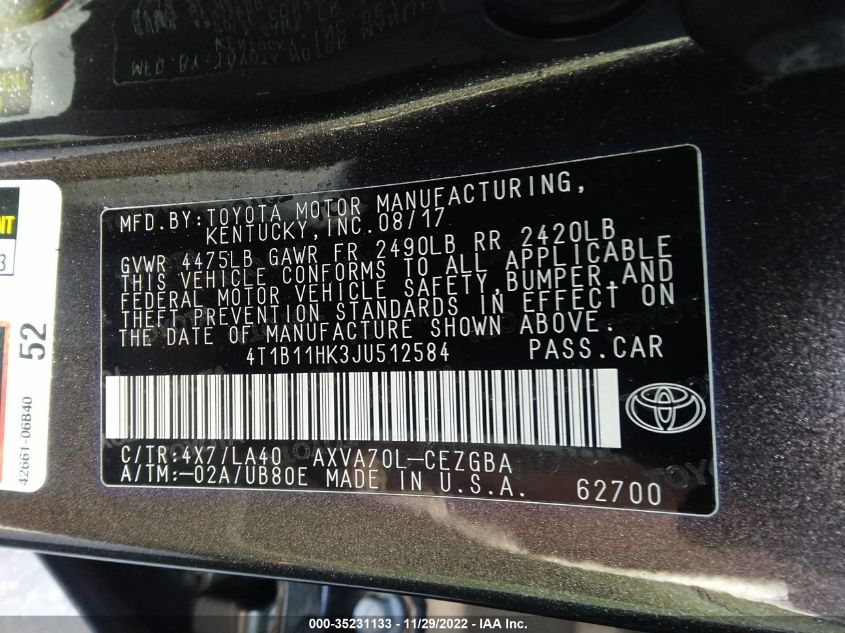 MFD.BY:TOYOTA MOTOR MANUFACTURING,
KENTUCKY,INC.08/17
GVWR 4475LB GAWR FR 2490LB RR 2420LB
THIS VEHICLE CONFORMS TO ALL APPLICABLE
FEDERAL MOTOR VEHICLE SAFETY,BUMPER,AND
THEFT PREVENTION STANDARDS IN EFFECT ON
THE DATE OF MANUFACTURE SHOWN ABOVE.
4T1B11HK3JU512584 PASS.CAR
C/TR:4X7/LA40 AXVA70L-CEZGBA
A/TM:-02A/UB80E MADE IN U.S.A. 62700
52
42661-06B40
000-35231133 - 11/29/2022 - IAA Inc.